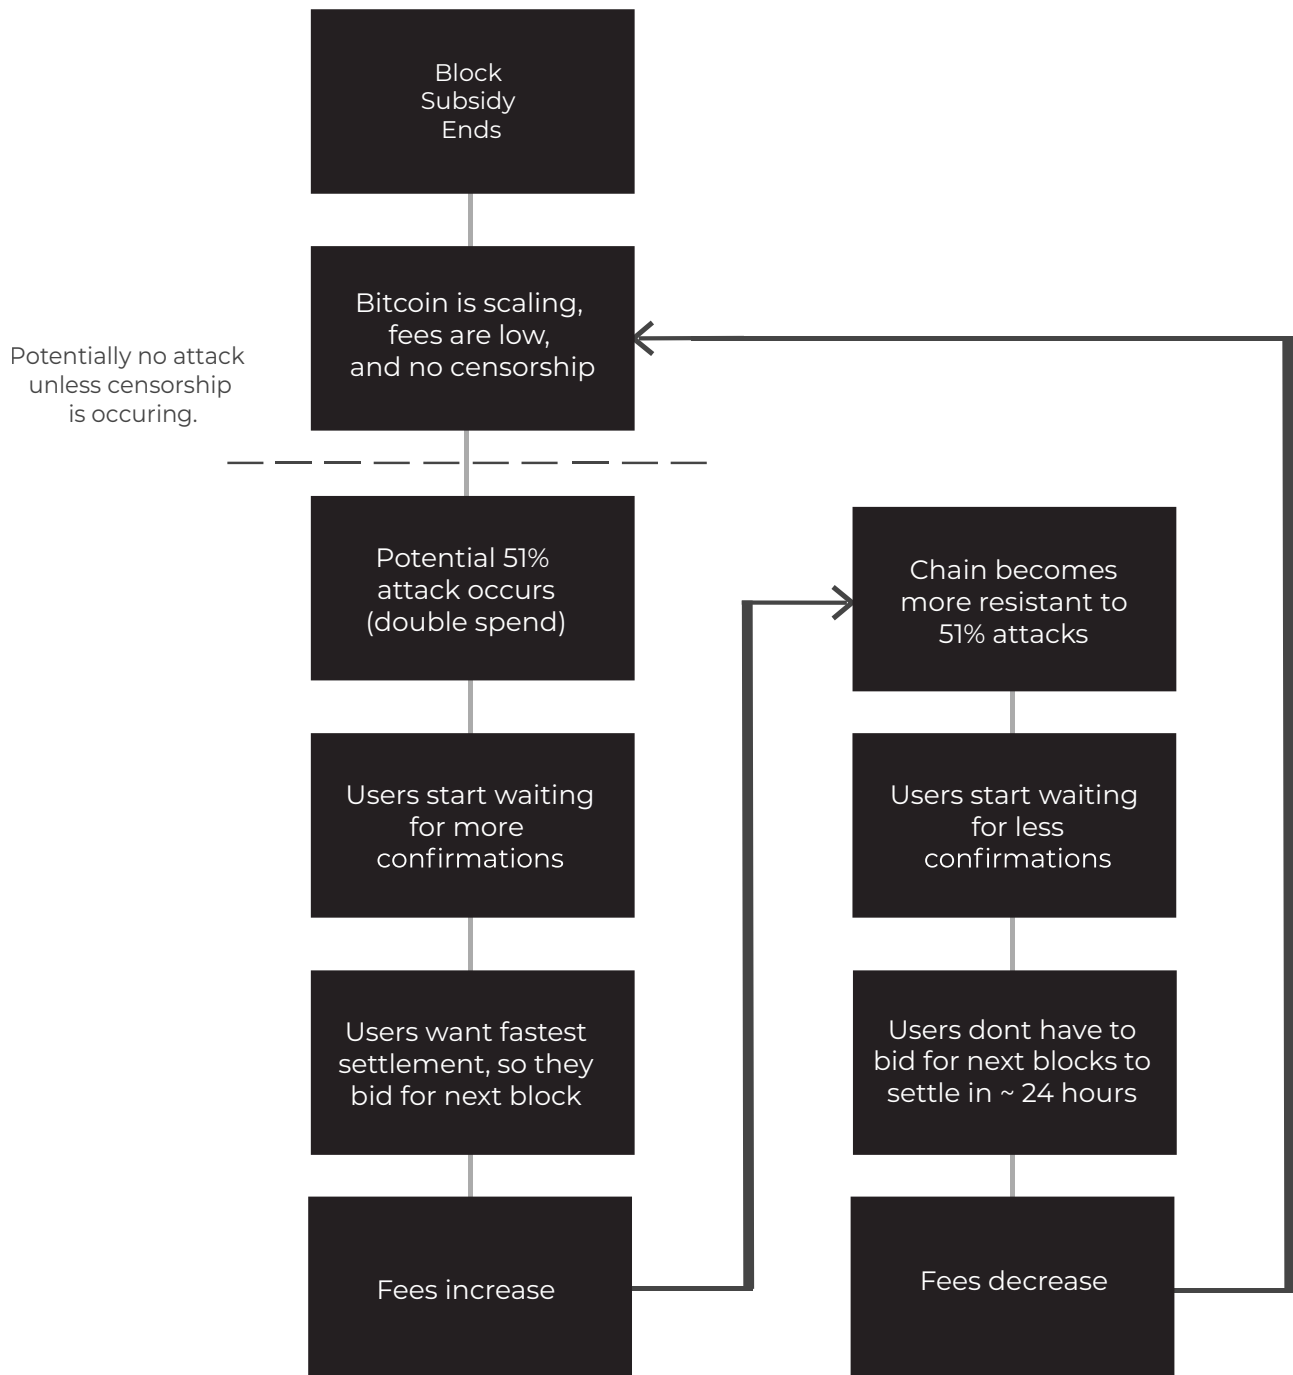 Block
Subsidy
Ends
Bitcoin is scaling,
fees are low,
and no censorship
Potentially no attack
unless censorship
is occuring.
Potential 51%
attack occurs
(double spend)
Users start waiting
for more
confirmations
Users want fastest
settlement, so they
bid for next block
Fees increase
Chain becomes
more resistant to
51% attacks
Users start waiting
for less
confirmations
Users dont have to
bid for next blocks to
settle in ~ 24 hours
Fees decrease